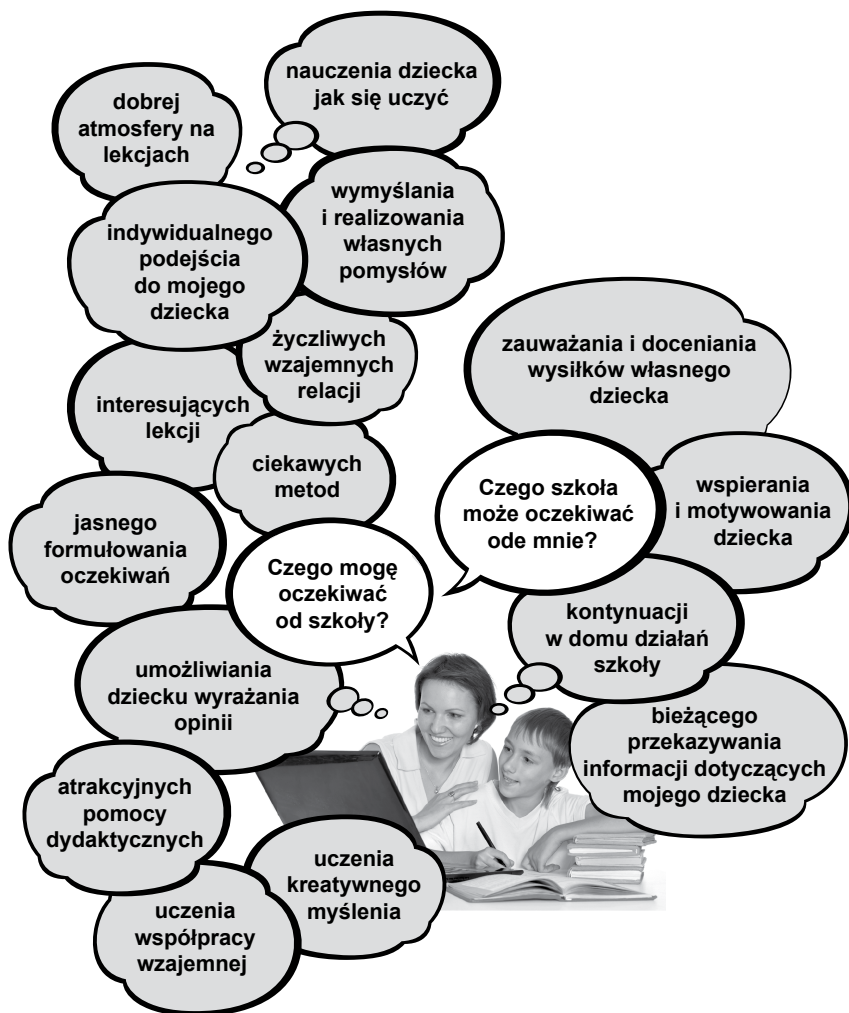 nauczenia dziecka
jak się uczyć
dobrej
atmosfery na
lekcjach
wymyślania
i realizowania
własnych
pomysłów
indywidualnego
podejścia
do mojego
dziecka
życzliwych
wzajemnych
relacji
zauważania i doceniania
wysiłków własnego
dziecka
interesujących
lekcji
ciekawych
metod
Czego szkoła
może oczekiwać
ode mnie?
wspierania
i motywowania
dziecka
jasnego
formułowania
oczekiwań
Czego mogę
oczekiwać
od szkoły?
kontynuacji
w domu działań
szkoły
umożliwiania
dziecku wyrażania
opinii
bieżącego
przekazywania
informacji dotyczących
mojego dziecka
atrakcyjnych
pomocy
dydaktycznych
uczenia
kreatywnego
myślenia
uczenia
współpracy
wzajemnej